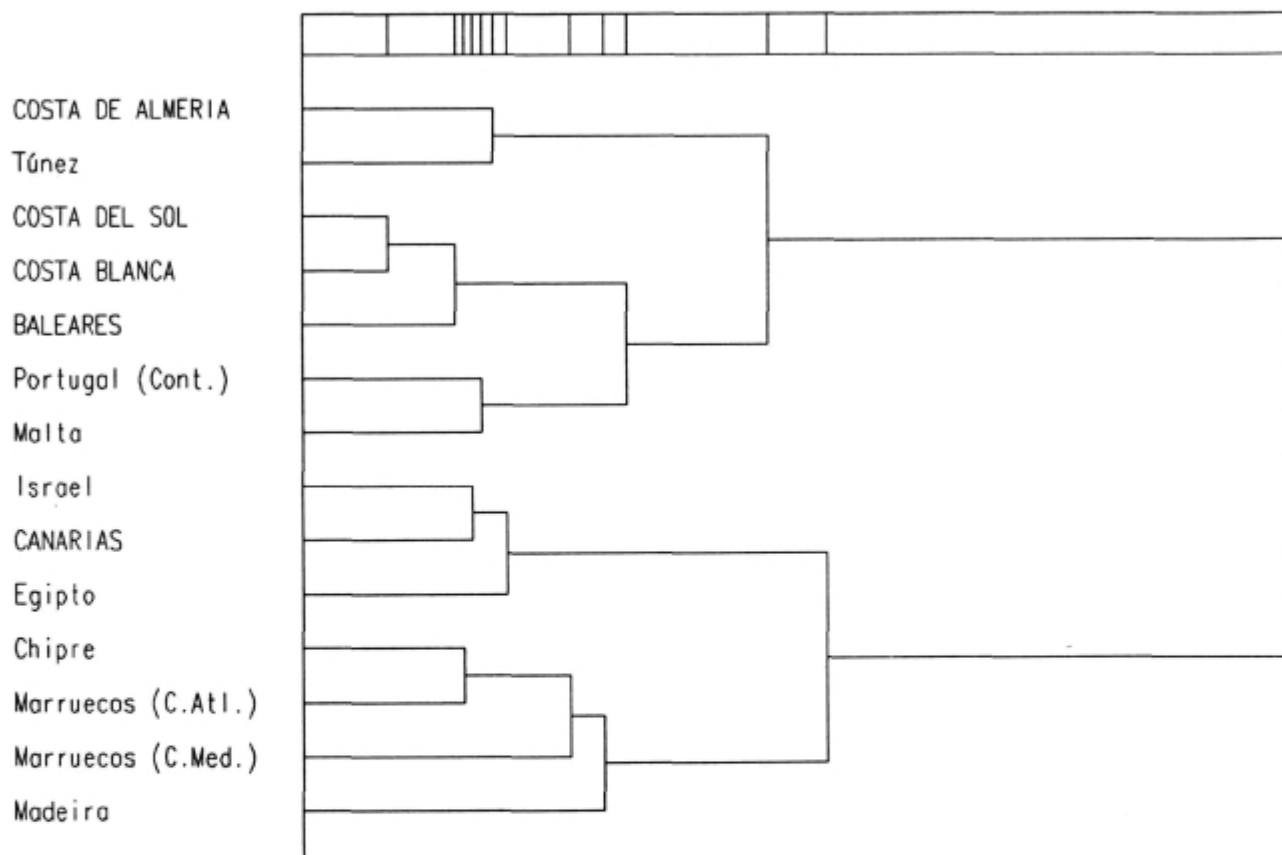 COSTA DE ALMERIA
Túnez
COSTA DEL SOL
COSTA BLANCA
BALEARES
Portugal (Cont.)
Malta
Israel
CANARIAS
Egipto
Chipre
Marruecos (C.Atl.)
Marruecos (C.Med.)
Madeira